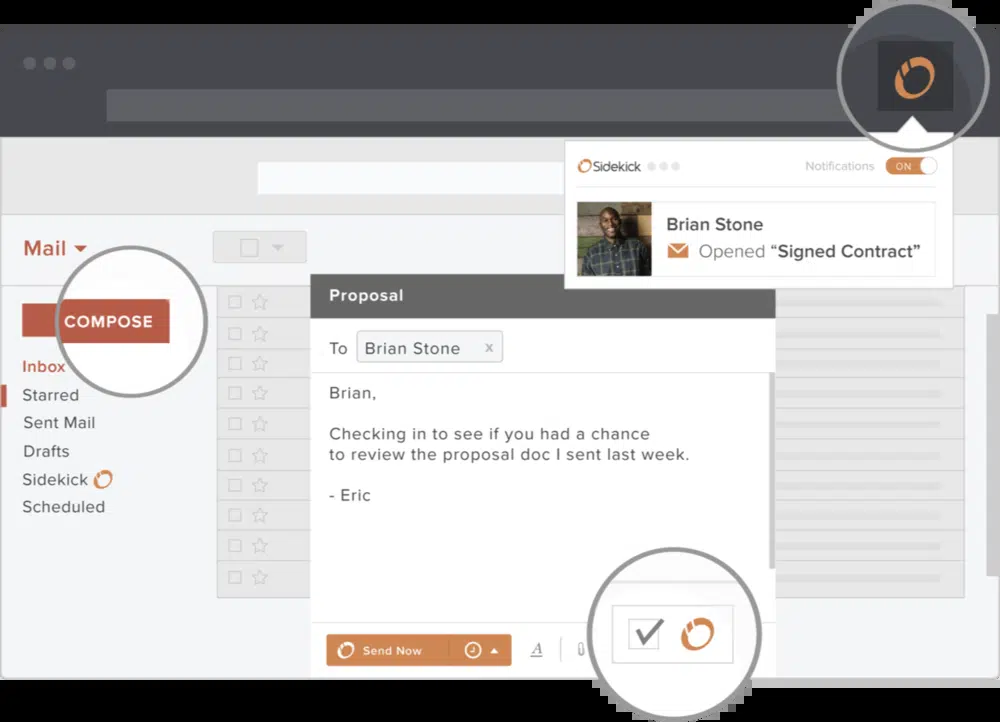 Sidekick
Notifications ON
Brian Stone
Opened “Signed Contract”
Mail
COMPOSE
Inbox
Starred
Sent Mail
Drafts
Sidekick
Scheduled
Proposal
To Brian Stone x
Brian,
Checking in to see if you had a chance
to review the proposal doc I sent last week.
- Eric
Send Now
A